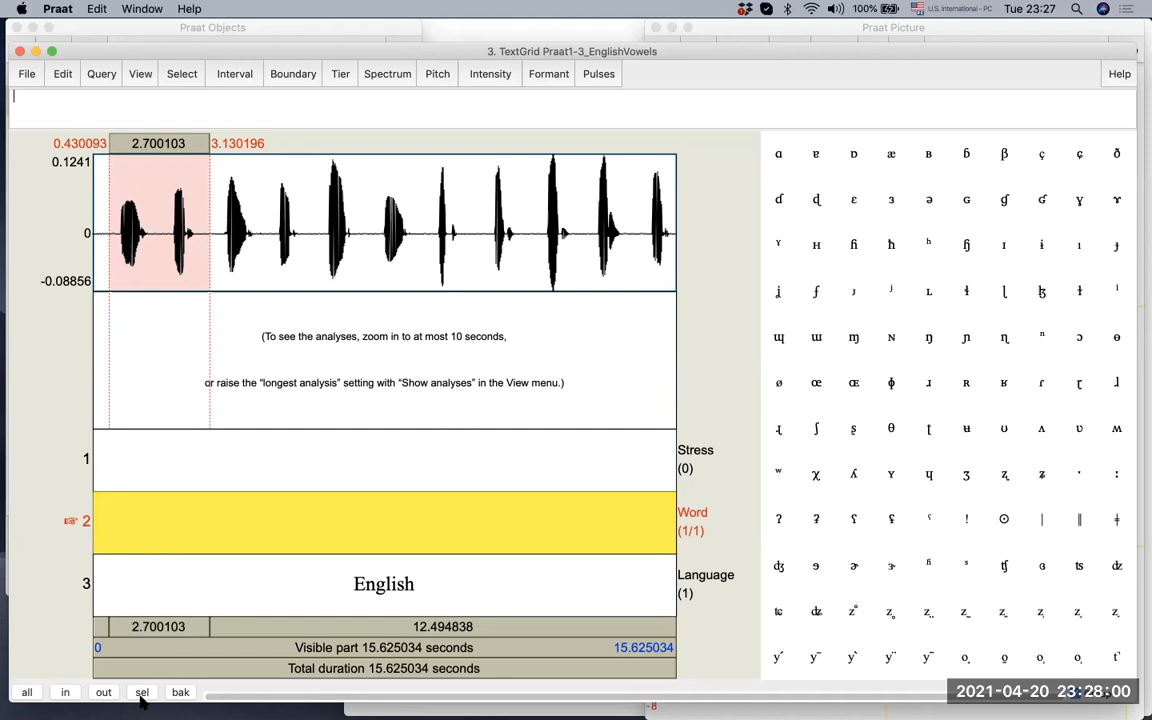 Praat Edit Window Help 100% U.S. International - PC Tue 23:27
Praat Objects Praat Picture
3. TextGrid Praat1-3_EnglishVowels
File Edit Query View Select Interval Boundary Tier Spectrum Pitch Intensity Formant Pulses Help
0.430093 2.700103 3.130196
0.1241
0
-0.08856
(To see the analyses, zoom in to at most 10 seconds,
or raise the “longest analysis” setting with “Show analyses” in the View menu.)
1 Stress
(0)
☞ 2 Word
(1/1)
3 English Language
(1)
2.700103 12.494838
0 Visible part 15.625034 seconds 15.625034
Total duration 15.625034 seconds
all in out sel bak
ɑ ɐ ɒ æ ʙ ɓ β ç ɕ ð
ɗ ɖ ɛ ɜ ə ɢ ɠ ʛ ɣ ɤ
ˠ ʜ ɦ ħ ʰ ɧ ɪ ɨ ı ɟ
ʝ ʄ ᴊ ʲ ʟ ɫ ɭ ɮ ɬ ˡ
ɰ ɯ ɱ ɴ ŋ ɲ ɳ ⁿ ɔ ɵ
ø œ ɶ ɸ ɹ ʀ ʁ ɾ ɽ ɺ
ɻ ʃ ʂ θ ʈ ʉ ʊ ʌ ʋ ʍ
ʷ χ ʎ ʏ ɥ ʒ ʐ ʑ ˑ ː
ʔ ʡ ʕ ʢ ˤ ! ʘ ǀ ǁ ǂ
ʤ ɘ ɚ ɝ ˢ ʧ ɞ ʦ ʣ
ʨ ʥ
2021-04-20 23:28:00
-8